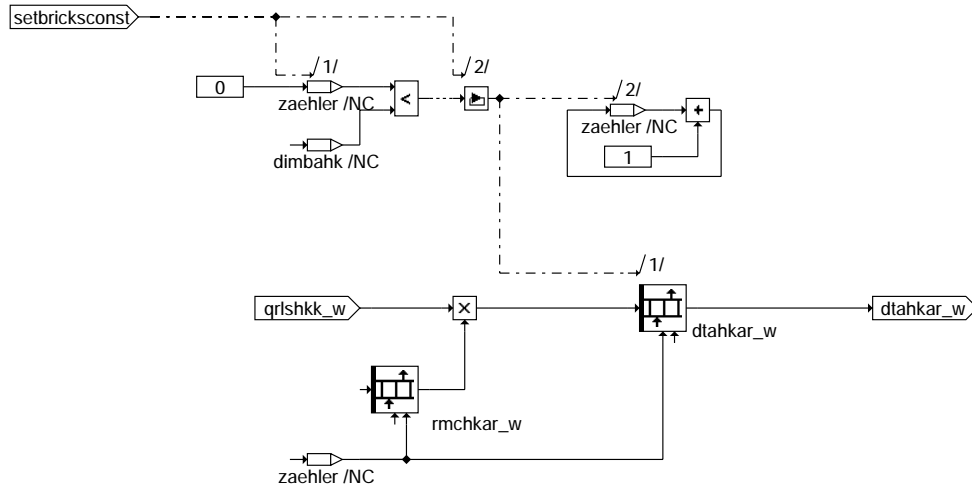 setbricksconst
/1/
/2/
0
zaehler /NC
<
/2/
zaehler /NC
+
1
dimbahk /NC
/1/
qrlshkk_w
×
dtahkar_w
dtahkar_w
rmchkar_w
zaehler /NC